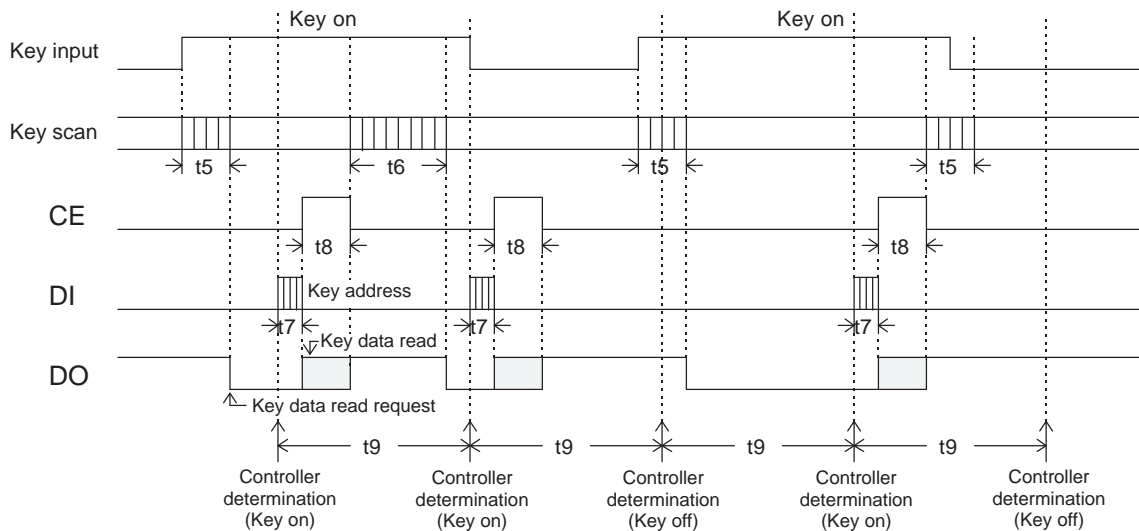 Key on
Key on
Key input
Key scan
t5
t6
t5
t5
CE
t8
t8
t8
DI
Key address
t7
t7
t7
Key data read
DO
Key data read request
t9
t9
t9
t9
Controller
determination
(Key on)
Controller
determination
(Key on)
Controller
determination
(Key off)
Controller
determination
(Key on)
Controller
determination
(Key off)